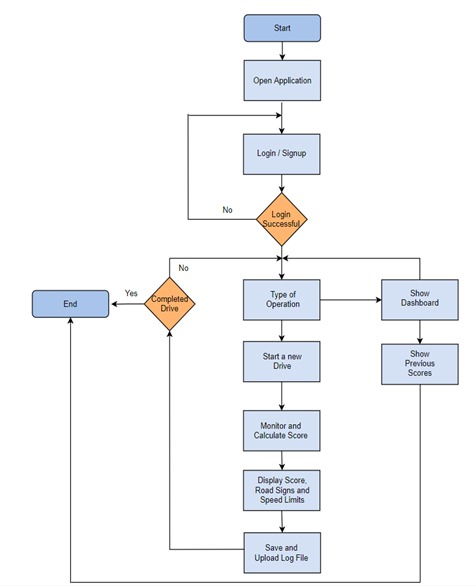 Start
Open Application
Login / Signup
No
Login
Successful
No
Yes
End
Completed
Drive
Type of
Operation
Show
Dashboard
Start a new
Drive
Show
Previous
Scores
Monitor and
Calculate Score
Display Score,
Road Signs and
Speed Limits
Save and
Upload Log File